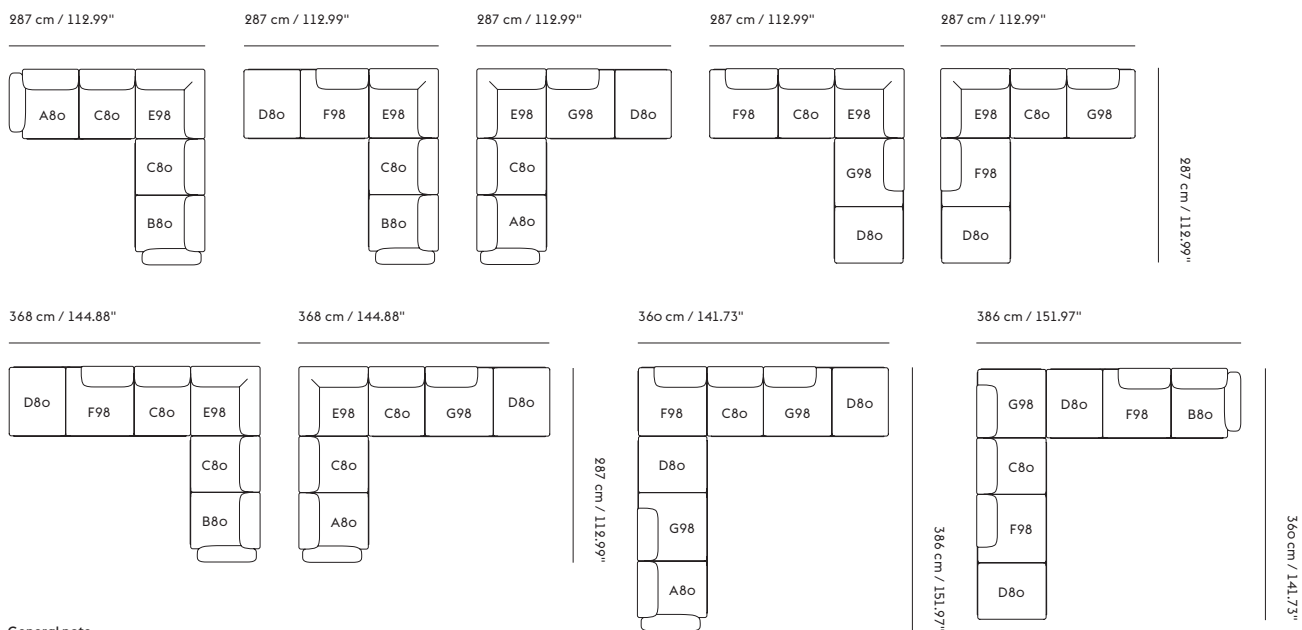 287 cm / 112.99"
287 cm / 112.99"
287 cm / 112.99"
287 cm / 112.99"
287 cm / 112.99"
A80 C80 E98
C80
B80
D80 F98 E98
C80
B80
E98 G98 D80
C80
A80
F98 C80 E98
G98
D80
E98 C80 G98
F98
D80
287 cm / 112.99"
368 cm / 144.88"
368 cm / 144.88"
360 cm / 141.73"
386 cm / 151.97"
D80 F98 C80 E98
C80
B80
E98 C80 G98 D80
C80
A80
287 cm / 112.99"
F98 C80 G98 D80
D80
G98
A80
386 cm / 151.97"
G98 D80 F98 B80
C80
F98
D80
360 cm / 141.73"
General note